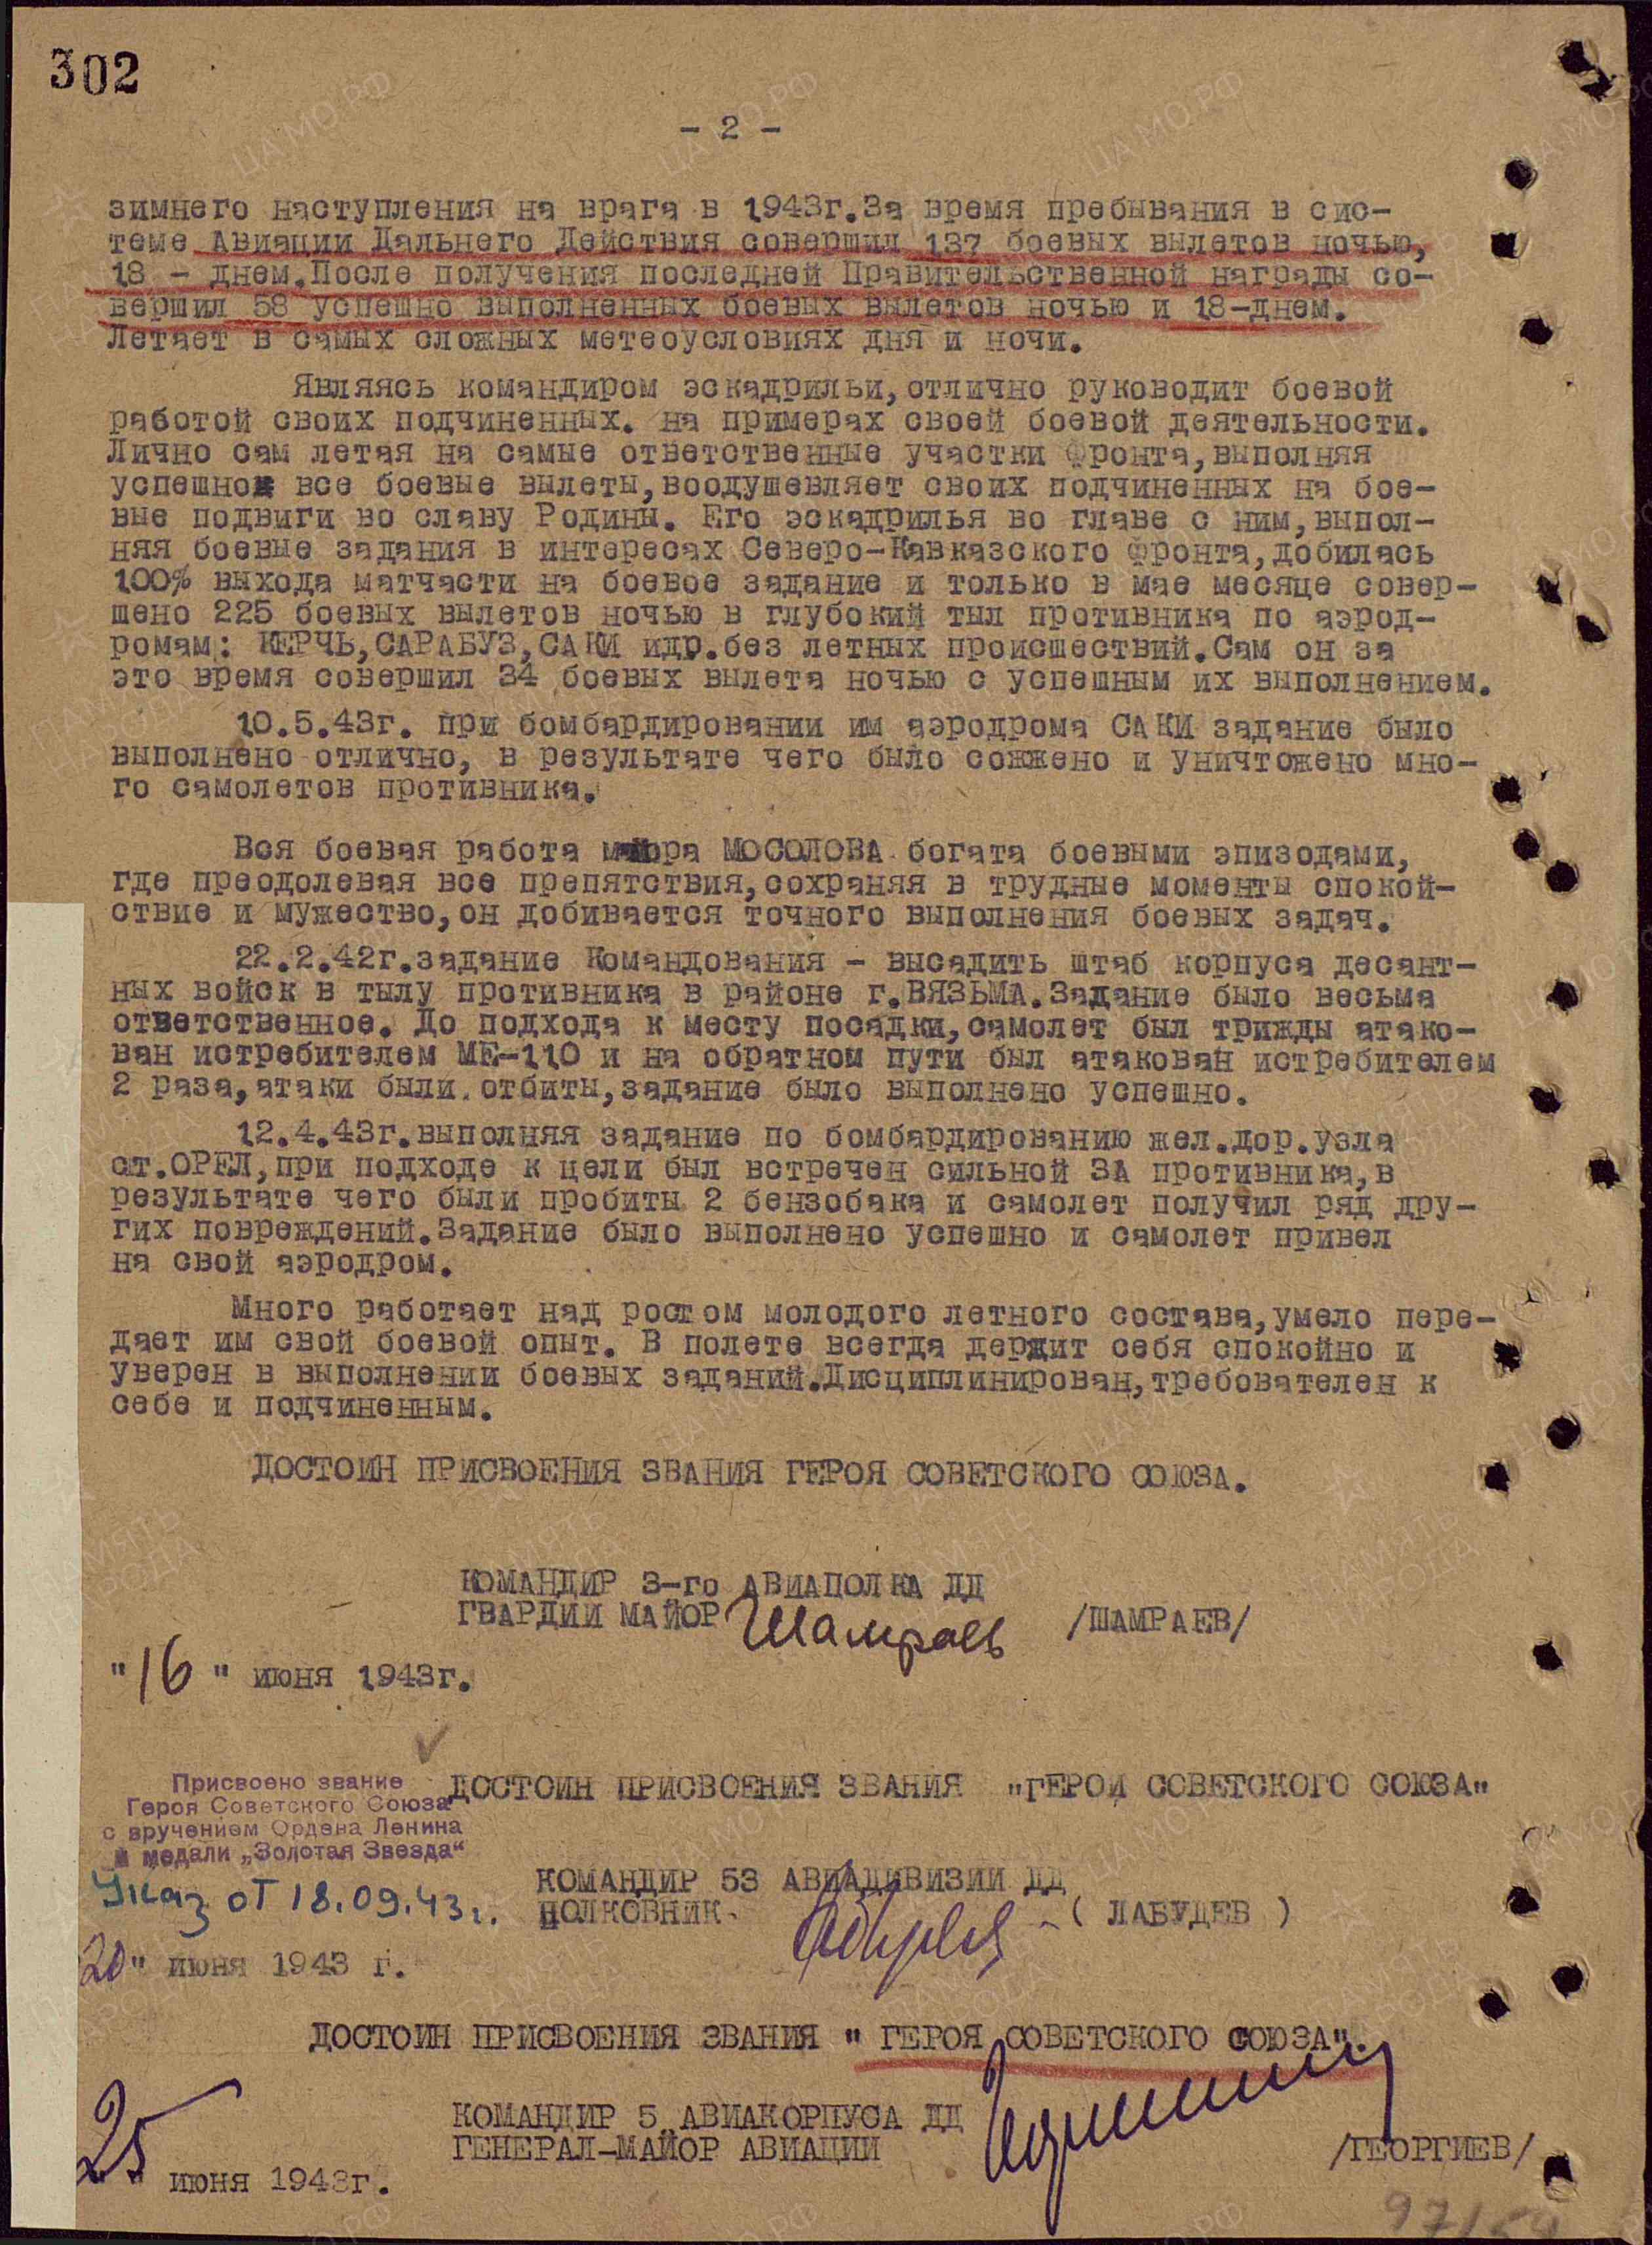 302
- 2 -
зимнего наступления на врага в 1943г.За время пребывания в сис-
теме Авиации Дальнего Действия совершил 137 боевых вылетов ночью,
18 - днем.После получения последней Правительственной награды со-
вершил 58 успешно выполненных боевых вылетов ночью и 18-днем.
Летает в самых сложных метеоусловиях дня и ночи.
Являясь командиром эскадрильи,отлично руководит боевой
работой своих подчиненных. на примерах своей боевой деятельности.
Лично сам летая на самые ответственные участки фронта,выполняя
успешно все боевые вылеты,воодушевляет своих подчиненных на бое-
вые подвиги во славу Родины. Его эскадрилья во главе с ним,выпол-
няя боевые задания в интересах Северо-Кавказского фронта,добилась
100% выхода матчасти на боевое задание и только в мае месяце совер-
шено 225 боевых вылетов ночью в глубокий тыл противника по аэрод-
ромам: КЕРЧЬ,САРАБУЗ,САКИ идр.без летных происшествий.Сам он за
это время совершил 34 боевых вылета ночью с успешным их выполнением.
10.5.43г. при бомбардировании им аэродрома САКИ задание было
выполнено отлично, в результате чего было сожжено и уничтожено мно-
го самолетов противника.
Вся боевая работа майора МОСОЛОВА богата боевыми эпизодами,
где преодолевая все препятствия,сохраняя в трудные моменты спокой-
ствие и мужество,он добивается точного выполнения боевых задач.
22.2.42г.задание Командования - высадить штаб корпуса десант-
ных войск в тылу противника в районе г.ВЯЗЬМА.Задание было весьма
ответственное. До подхода к месту посадки,самолет был трижды атако-
ван истребителем МЕ-110 и на обратном пути был атакован истребителем
2 раза,атаки были отбиты,задание было выполнено успешно.
12.4.43г.выполняя задание по бомбардированию жел.дор.узла
ст.ОРЕЛ,при подходе к цели был встречен сильной ЗА противника,в
результате чего были пробиты 2 бензобака и самолет получил ряд дру-
гих повреждений.Задание было выполнено успешно и самолет привел
на свой аэродром.
Много работает над ростом молодого летного состава,умело пере-
дает им свой боевой опыт. В полете всегда держит себя спокойно и
уверен в выполнении боевых заданий.Дисциплинирован,требователен к
себе и подчиненным.
ДОСТОИН ПРИСВОЕНИЯ ЗВАНИЯ ГЕРОЯ СОВЕТСКОГО СОЮЗА.
КОМАНДИР 3-го АВИАПОЛКА ДД
ГВАРДИИ МАЙОР Шамраев /ШАМРАЕВ/
"16" июня 1943г.
ДОСТОИН ПРИСВОЕНИЯ ЗВАНИЯ "ГЕРОЙ СОВЕТСКОГО СОЮЗА"
Присвоено звание
Героя Советского Союза
с вручением Ордена Ленина
и медали „Золотая Звезда“
Указ от 18.09.43г.
КОМАНДИР 53 АВИАДИВИЗИИ ДД
ПОЛКОВНИК ( ЛАБУДЕВ )
20" июня 1943 г.
ДОСТОИН ПРИСВОЕНИЯ ЗВАНИЯ " ГЕРОЯ СОВЕТСКОГО СОЮЗА".
КОМАНДИР 5 АВИАКОРПУСА ДД
ГЕНЕРАЛ-МАЙОР АВИАЦИИ /ГЕОРГИЕВ/
25 " июня 1943г.